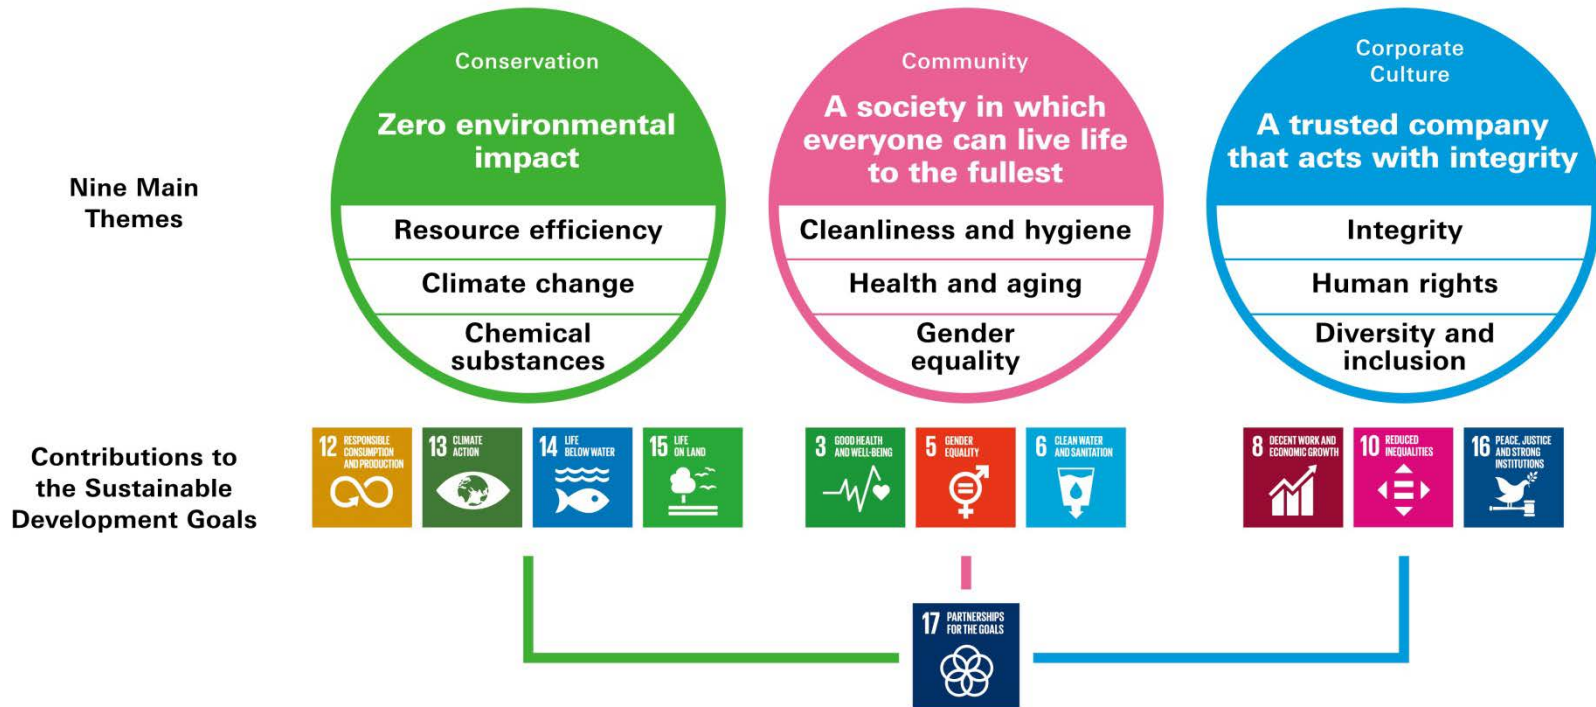 Nine Main
Themes
Conservation
Zero environmental
impact
Resource efficiency
Climate change
Chemical
substances
Community
A society in which
everyone can live life
to the fullest
Cleanliness and hygiene
Health and aging
Gender
equality
Corporate
Culture
A trusted company
that acts with integrity
Integrity
Human rights
Diversity and
inclusion
Contributions to
the Sustainable
Development Goals
12 RESPONSIBLE
CONSUMPTION
AND PRODUCTION
13 CLIMATE
ACTION
14 LIFE
BELOW WATER
15 LIFE
ON LAND
3 GOOD HEALTH
AND WELL-BEING
5 GENDER
EQUALITY
6 CLEAN WATER
AND SANITATION
8 DECENT WORK AND
ECONOMIC GROWTH
10 REDUCED
INEQUALITIES
16 PEACE, JUSTICE
AND STRONG
INSTITUTIONS
17 PARTNERSHIPS
FOR THE GOALS